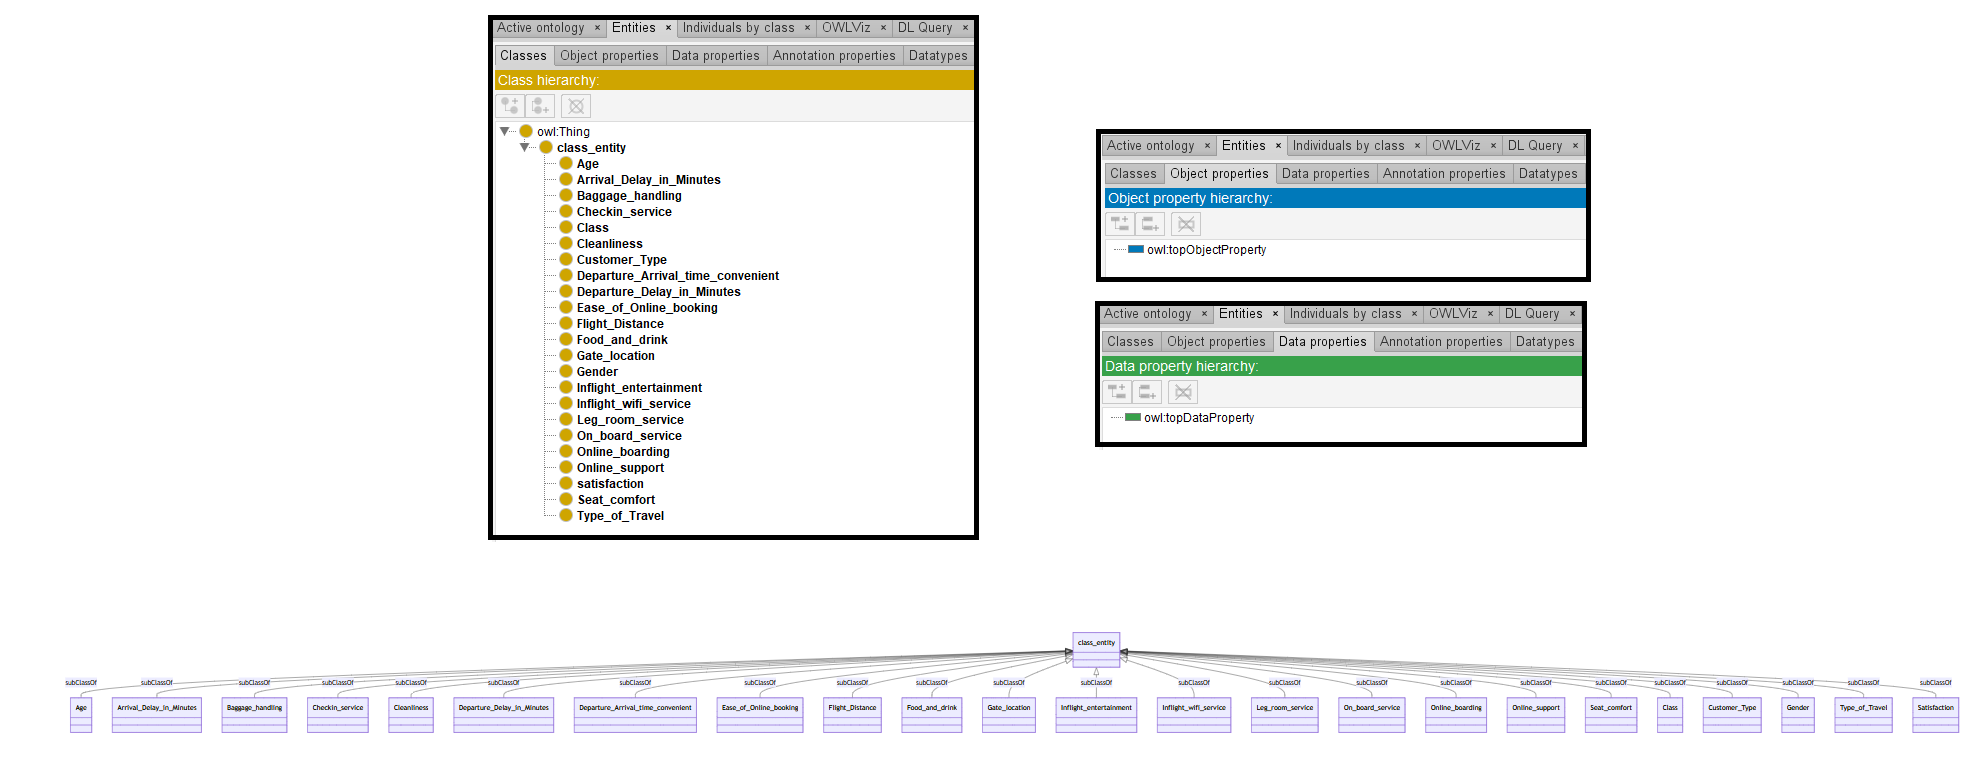 Active ontology × Entities × Individuals by class × OWLViz × DL Query ×
Classes Object properties Data properties Annotation properties Datatypes
Class hierarchy:
owl:Thing
class_entity
Age
Arrival_Delay_in_Minutes
Baggage_handling
Checkin_service
Class
Cleanliness
Customer_Type
Departure_Arrival_time_convenient
Departure_Delay_in_Minutes
Ease_of_Online_booking
Flight_Distance
Food_and_drink
Gate_location
Gender
Inflight_entertainment
Inflight_wifi_service
Leg_room_service
On_board_service
Online_boarding
Online_support
satisfaction
Seat_comfort
Type_of_Travel
Active ontology × Entities × Individuals by class × OWLViz × DL Query ×
Classes Object properties Data properties Annotation properties Datatypes
Object property hierarchy:
owl:topObjectProperty
Active ontology × Entities × Individuals by class × OWLViz × DL Query ×
Classes Object properties Data properties Annotation properties Datatypes
Data property hierarchy:
owl:topDataProperty
class_entity
subClassOf subClassOf subClassOf subClassOf subClassOf subClassOf subClassOf subClassOf subClassOf subClassOf subClassOf subClassOf subClassOf subClassOf subClassOf subClassOf subClassOf subClassOf subClassOf subClassOf subClassOf subClassOf subClassOf
Age Arrival_Delay_in_Minutes Baggage_handling Checkin_service Cleanliness Departure_Delay_in_Minutes Departure_Arrival_time_convenient Ease_of_Online_booking Flight_Distance Food_and_drink Gate_location Inflight_entertainment Inflight_wifi_service Leg_room_service On_board_service Online_boarding Online_support Seat_comfort Class Customer_Type Gender Type_of_Travel Satisfaction